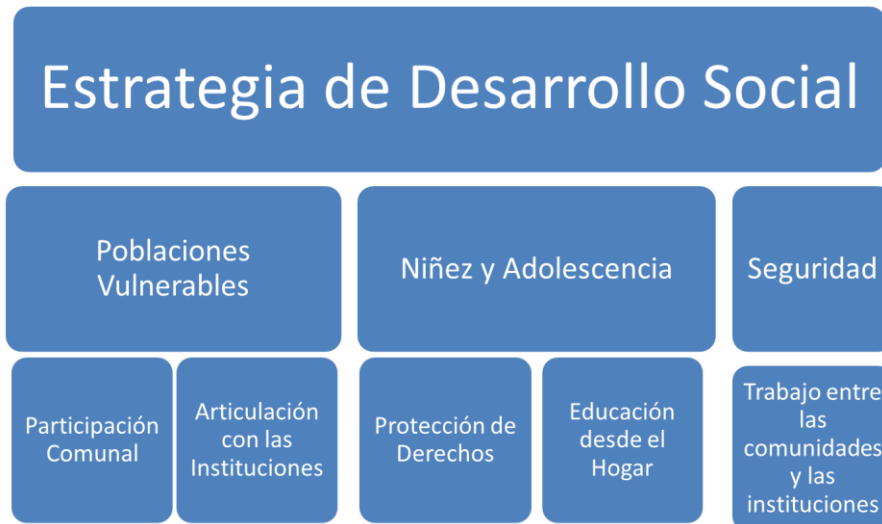 Estrategia de Desarrollo Social
Poblaciones
Vulnerables
Niñez y Adolescencia
Seguridad
Participación
Comunal
Articulación
con las
Instituciones
Protección de
Derechos
Educación
desde el
Hogar
Trabajo entre
las
comunidades
y las
instituciones